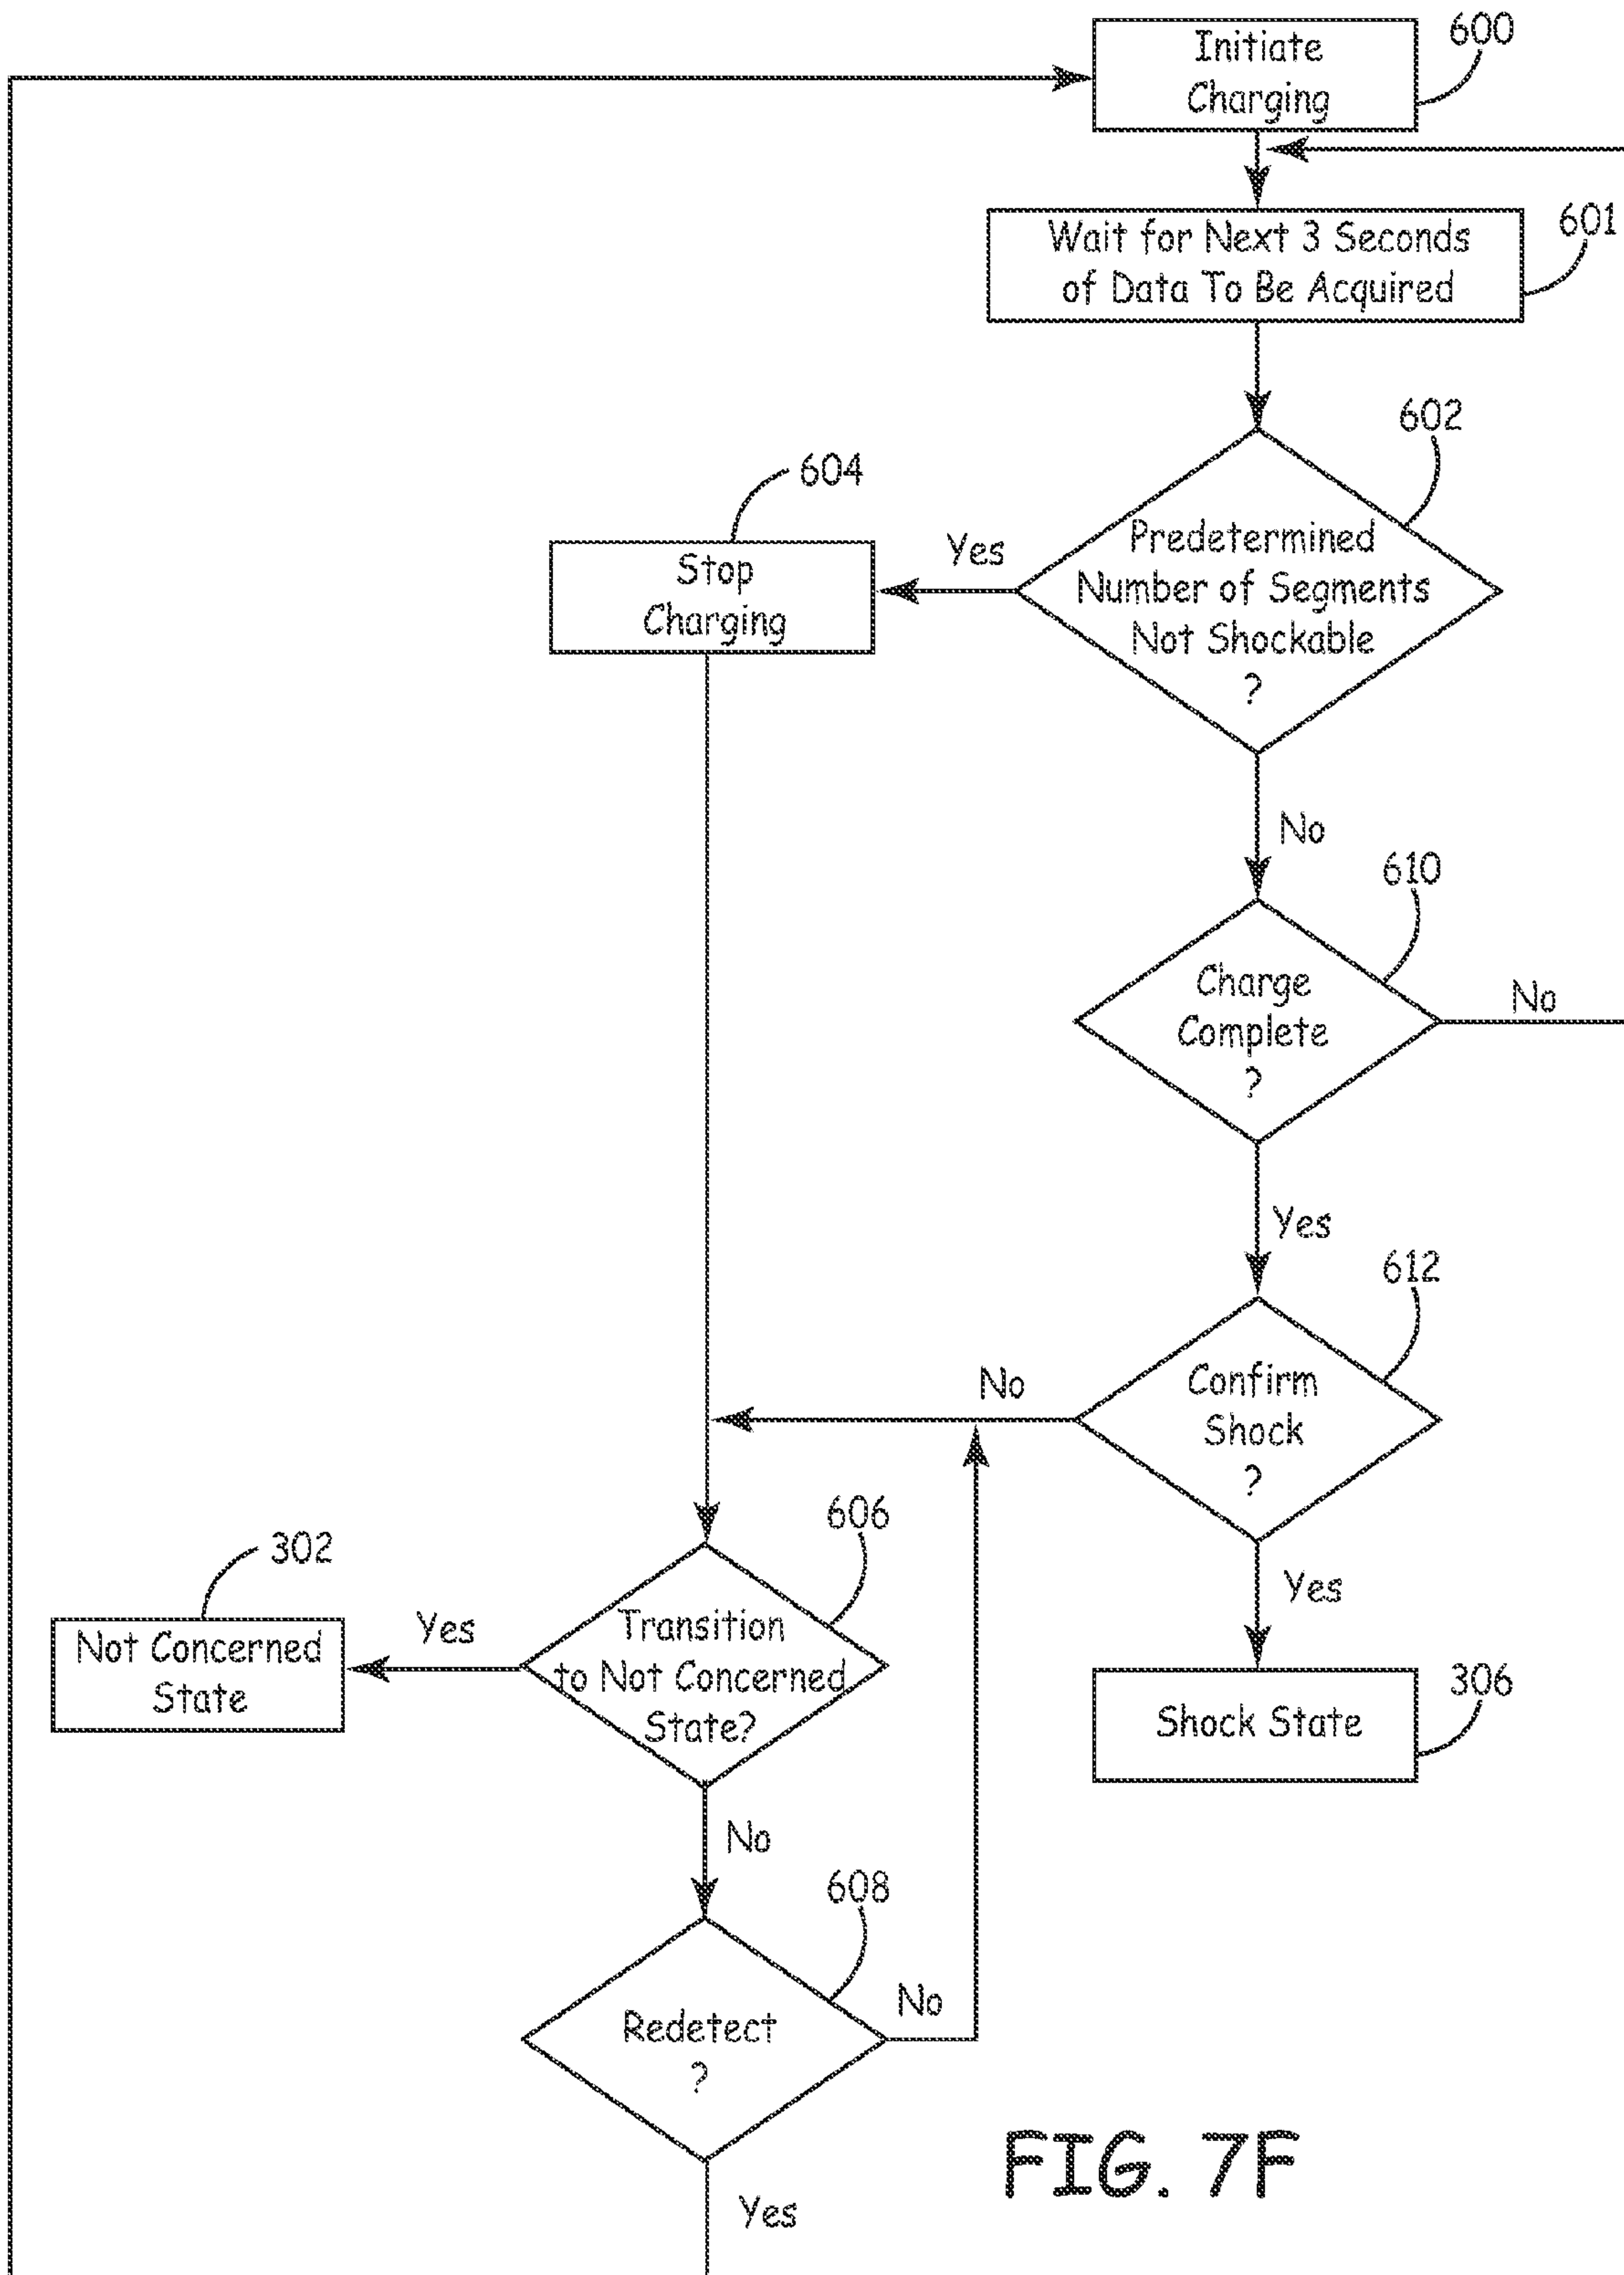 Initiate
Charging
600
Wait for Next 3 Seconds
of Data To Be Acquired
601
602
Predetermined
Number of Segments
Not Shockable
?
Yes
604
Stop
Charging
No
610
Charge
Complete
?
No
Yes
612
Confirm
Shock
?
No
Yes
306
Shock State
606
Transition
to Not Concerned
State?
Yes
302
Not Concerned
State
No
608
Redetect
?
No
Yes
FIG. 7F